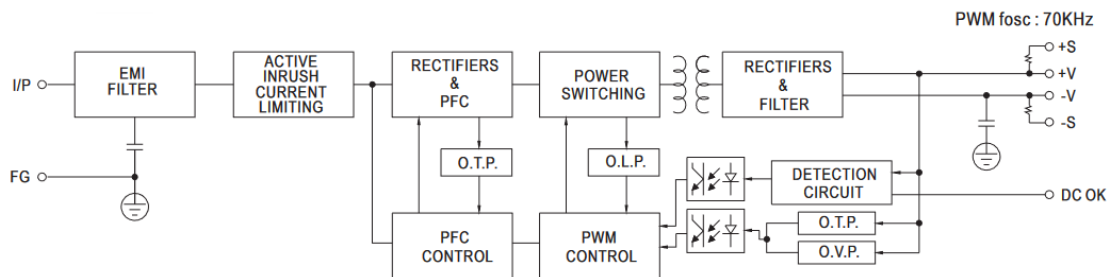 PWM fosc : 70KHz
I/P
EMI
FILTER
ACTIVE
INRUSH
CURRENT
LIMITING
RECTIFIERS
&
PFC
POWER
SWITCHING
RECTIFIERS
&
FILTER
+S
+V
-V
-S
FG
O.T.P.
O.L.P.
DETECTION
CIRCUIT
DC OK
PFC
CONTROL
PWM
CONTROL
O.T.P.
O.V.P.